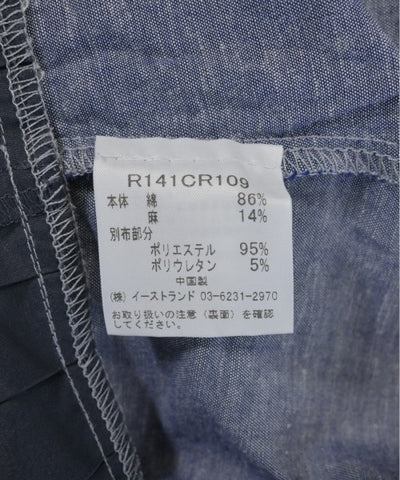 R141CR109
本体 綿 86%
麻 14%
別布部分
ポリエステル 95%
ポリウレタン 5%
中国製
(株) イーストランド 03-6231-2970
お取り扱いの注意(裏面)を確認
してください。